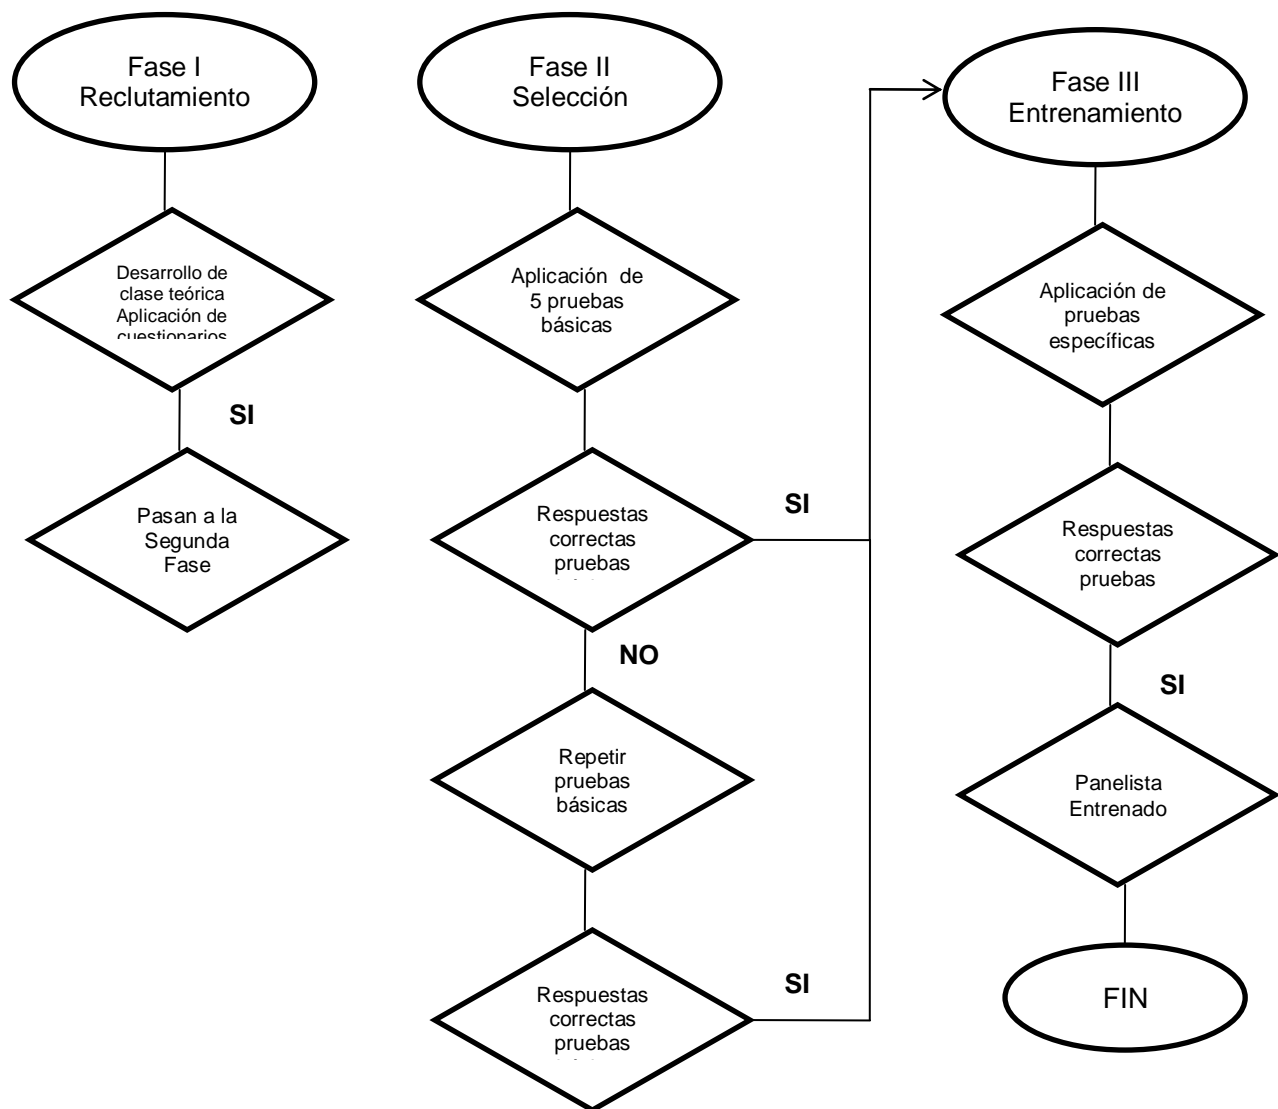 Fase I
Reclutamiento
Desarrollo de
clase teórica
Aplicación de
cuestionarios
SI
Pasan a la
Segunda
Fase
Fase II
Selección
Aplicación de
5 pruebas
básicas
Respuestas
correctas
pruebas
SI
NO
Repetir
pruebas
básicas
Respuestas
correctas
pruebas
SI
Fase III
Entrenamiento
Aplicación de
pruebas
específicas
Respuestas
correctas
pruebas
SI
Panelista
Entrenado
FIN